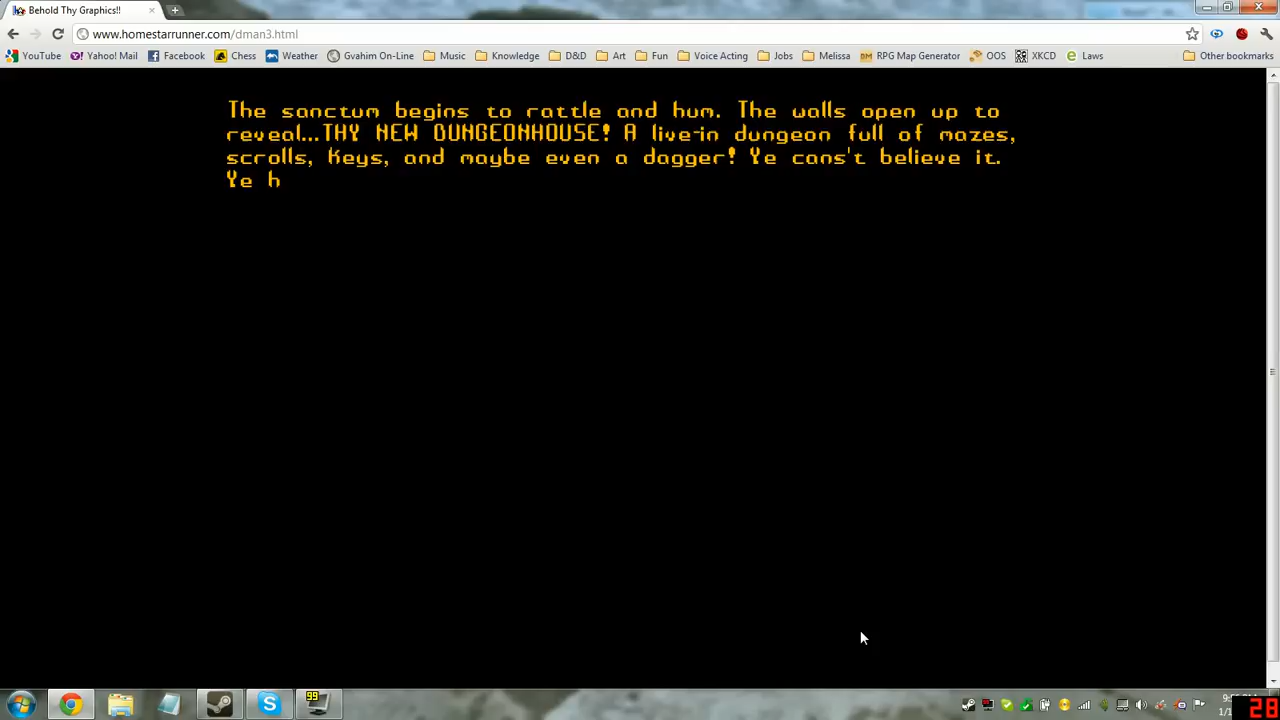 Behold Thy Graphics!!
www.homestarrunner.com/dman3.html
YouTube Yahoo! Mail Facebook Chess Weather Gvahim On-Line Music Knowledge D&D Art Fun Voice Acting Jobs Melissa RPG Map Generator OOS XKCD Laws Other bookmarks
The sanctum begins to rattle and hum. The walls open up to
reveal...THY NEW DUNGEONHOUSE! A live-in dungeon full of mazes,
scrolls, Keys, and maybe even a dagger! Ye cans't believe it.
Ye h
99
28